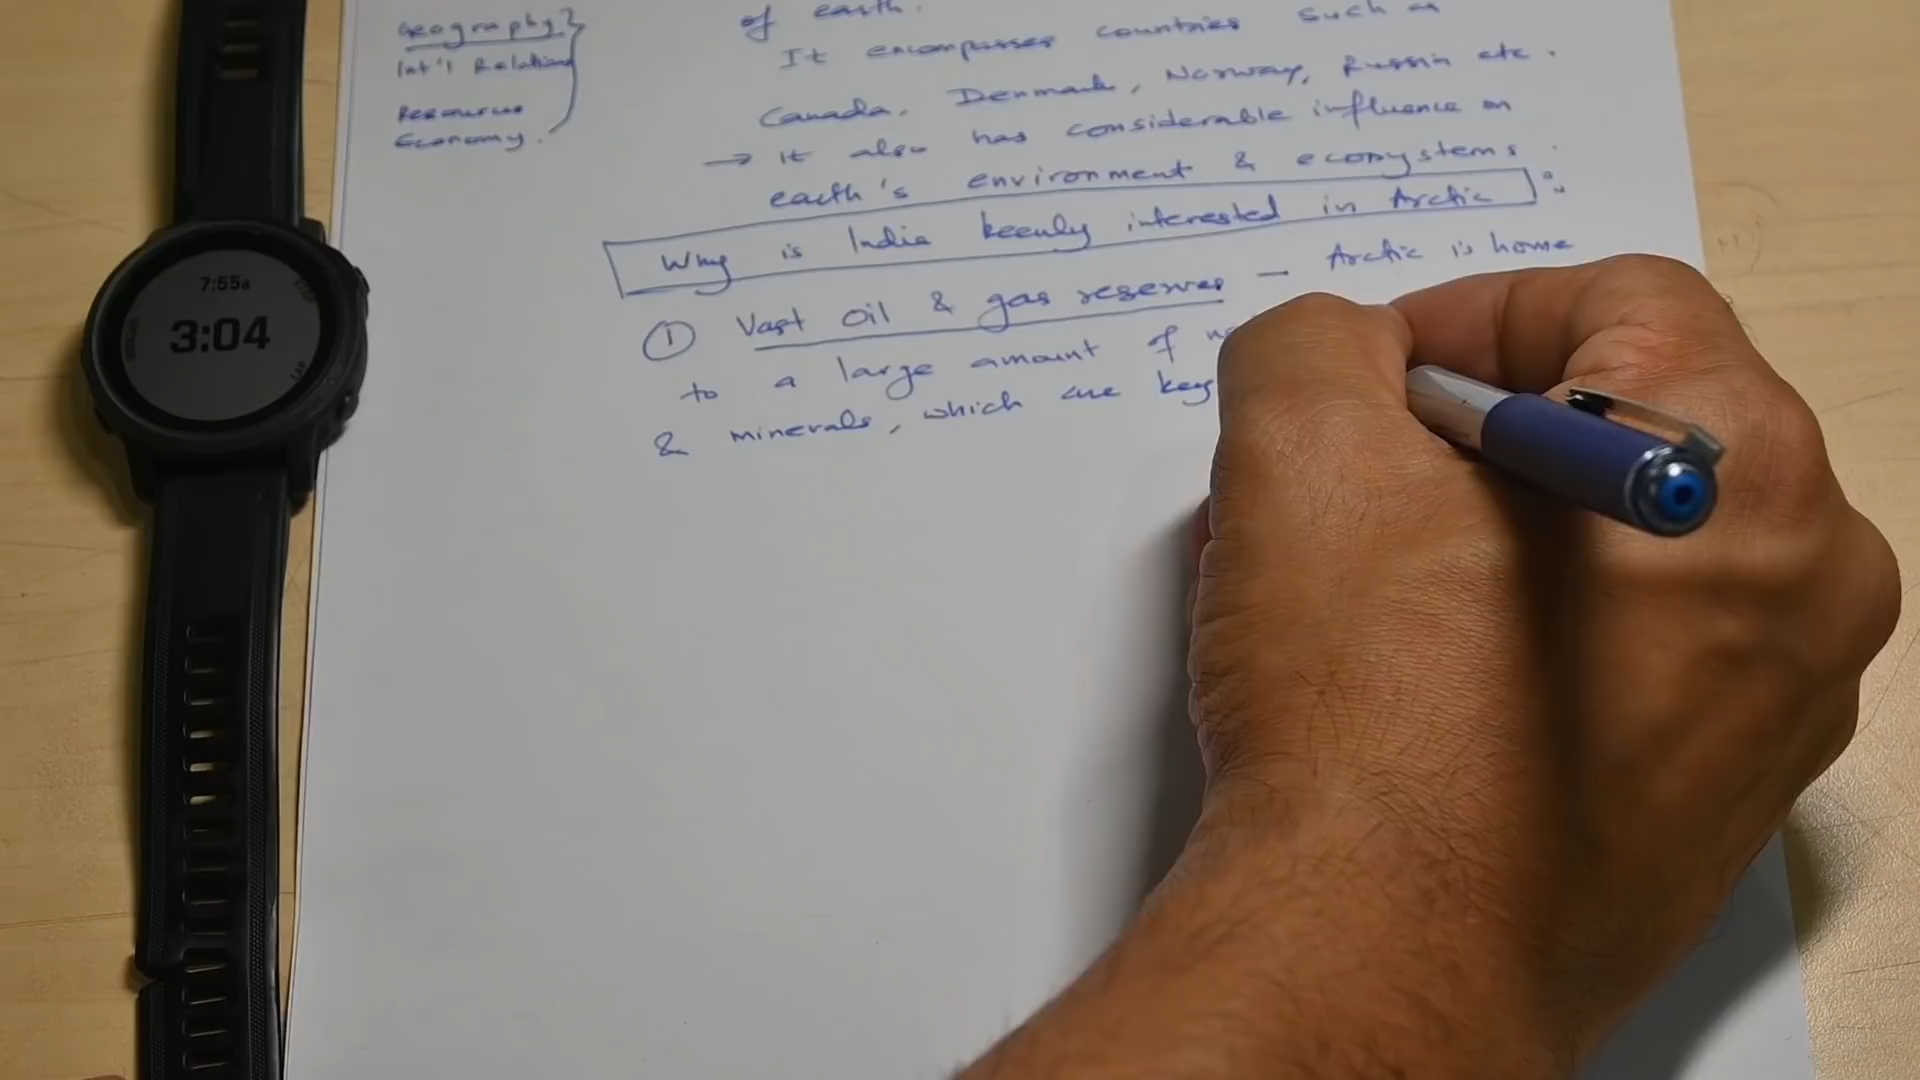 Geography
Int'l Relations
Resources
Economy.
of earth.
It encompasses countries such as
Canada, Denmark, Norway, Russia etc.
→ It also has considerable influence on
earth's environment & ecosystems.
Why is India keenly interested in Arctic:
① Vast oil & gas reserves — Arctic is home
to a large amount of
& minerals, which are key
7:55a
3:04